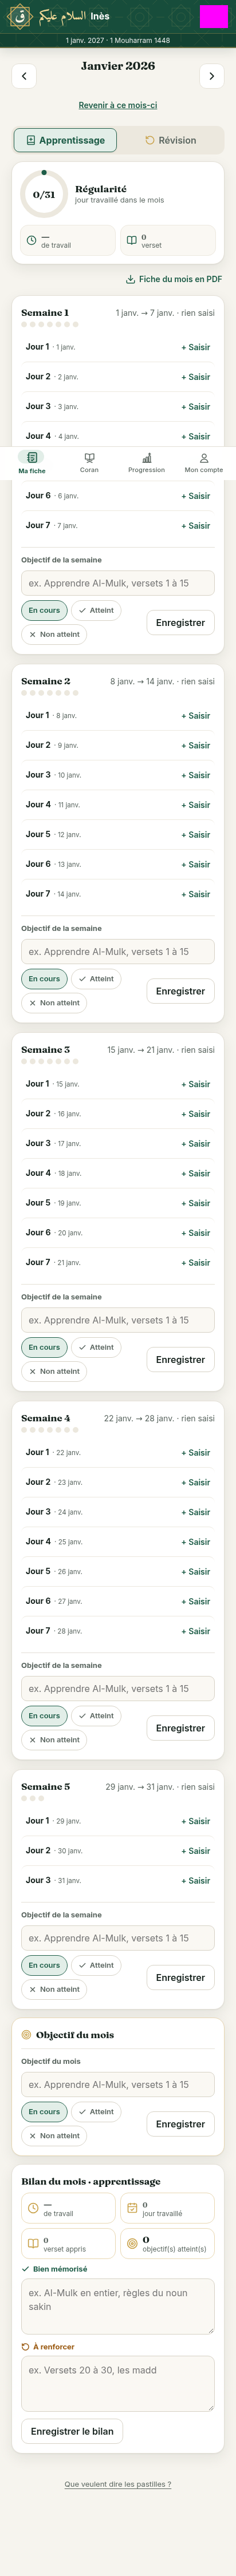 السلام عليكم Inès
1 janv. 2027 · 1 Mouharram 1448
Janvier 2026
Revenir à ce mois-ci
Apprentissage
Révision
0/31
Régularité
jour travaillé dans le mois
—
de travail
0
verset
Fiche du mois en PDF
Semaine 1 1 janv. → 7 janv. · rien saisi
Jour 1 · 1 janv. + Saisir
Jour 2 · 2 janv. + Saisir
Jour 3 · 3 janv. + Saisir
Jour 4 · 4 janv. + Saisir
Ma fiche
Coran
Progression
Mon compte
Jour 6 · 6 janv. + Saisir
Jour 7 · 7 janv. + Saisir
Objectif de la semaine
ex. Apprendre Al-Mulk, versets 1 à 15
En cours
Atteint
Non atteint
Enregistrer
Semaine 2 8 janv. → 14 janv. · rien saisi
Jour 1 · 8 janv. + Saisir
Jour 2 · 9 janv. + Saisir
Jour 3 · 10 janv. + Saisir
Jour 4 · 11 janv. + Saisir
Jour 5 · 12 janv. + Saisir
Jour 6 · 13 janv. + Saisir
Jour 7 · 14 janv. + Saisir
Objectif de la semaine
ex. Apprendre Al-Mulk, versets 1 à 15
En cours
Atteint
Non atteint
Enregistrer
Semaine 3 15 janv. → 21 janv. · rien saisi
Jour 1 · 15 janv. + Saisir
Jour 2 · 16 janv. + Saisir
Jour 3 · 17 janv. + Saisir
Jour 4 · 18 janv. + Saisir
Jour 5 · 19 janv. + Saisir
Jour 6 · 20 janv. + Saisir
Jour 7 · 21 janv. + Saisir
Objectif de la semaine
ex. Apprendre Al-Mulk, versets 1 à 15
En cours
Atteint
Non atteint
Enregistrer
Semaine 4 22 janv. → 28 janv. · rien saisi
Jour 1 · 22 janv. + Saisir
Jour 2 · 23 janv. + Saisir
Jour 3 · 24 janv. + Saisir
Jour 4 · 25 janv. + Saisir
Jour 5 · 26 janv. + Saisir
Jour 6 · 27 janv. + Saisir
Jour 7 · 28 janv. + Saisir
Objectif de la semaine
ex. Apprendre Al-Mulk, versets 1 à 15
En cours
Atteint
Non atteint
Enregistrer
Semaine 5 29 janv. → 31 janv. · rien saisi
Jour 1 · 29 janv. + Saisir
Jour 2 · 30 janv. + Saisir
Jour 3 · 31 janv. + Saisir
Objectif de la semaine
ex. Apprendre Al-Mulk, versets 1 à 15
En cours
Atteint
Non atteint
Enregistrer
Objectif du mois
Objectif du mois
ex. Apprendre Al-Mulk, versets 1 à 15
En cours
Atteint
Non atteint
Enregistrer
Bilan du mois · apprentissage
—
de travail
0
jour travaillé
0
verset appris
0
objectif(s) atteint(s)
Bien mémorisé
ex. Al-Mulk en entier, règles du noun
sakin
À renforcer
ex. Versets 20 à 30, les madd
Enregistrer le bilan
Que veulent dire les pastilles ?